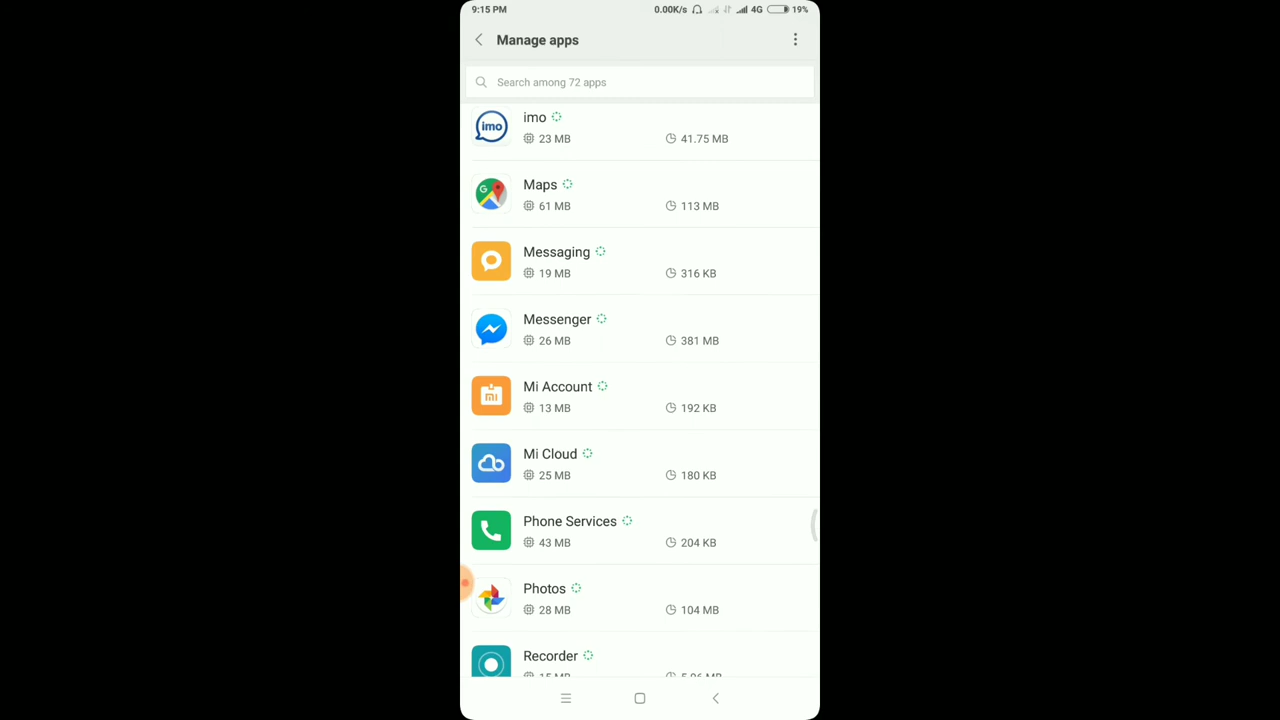 9:15 PM 0.00K/s 4G 19%
Manage apps
Search among 72 apps
imo
imo
23 MB 41.75 MB
G
Maps
61 MB 113 MB
Messaging
19 MB 316 KB
Messenger
26 MB 381 MB
mi
Mi Account
13 MB 192 KB
Mi Cloud
25 MB 180 KB
Phone Services
43 MB 204 KB
Photos
28 MB 104 MB
Recorder